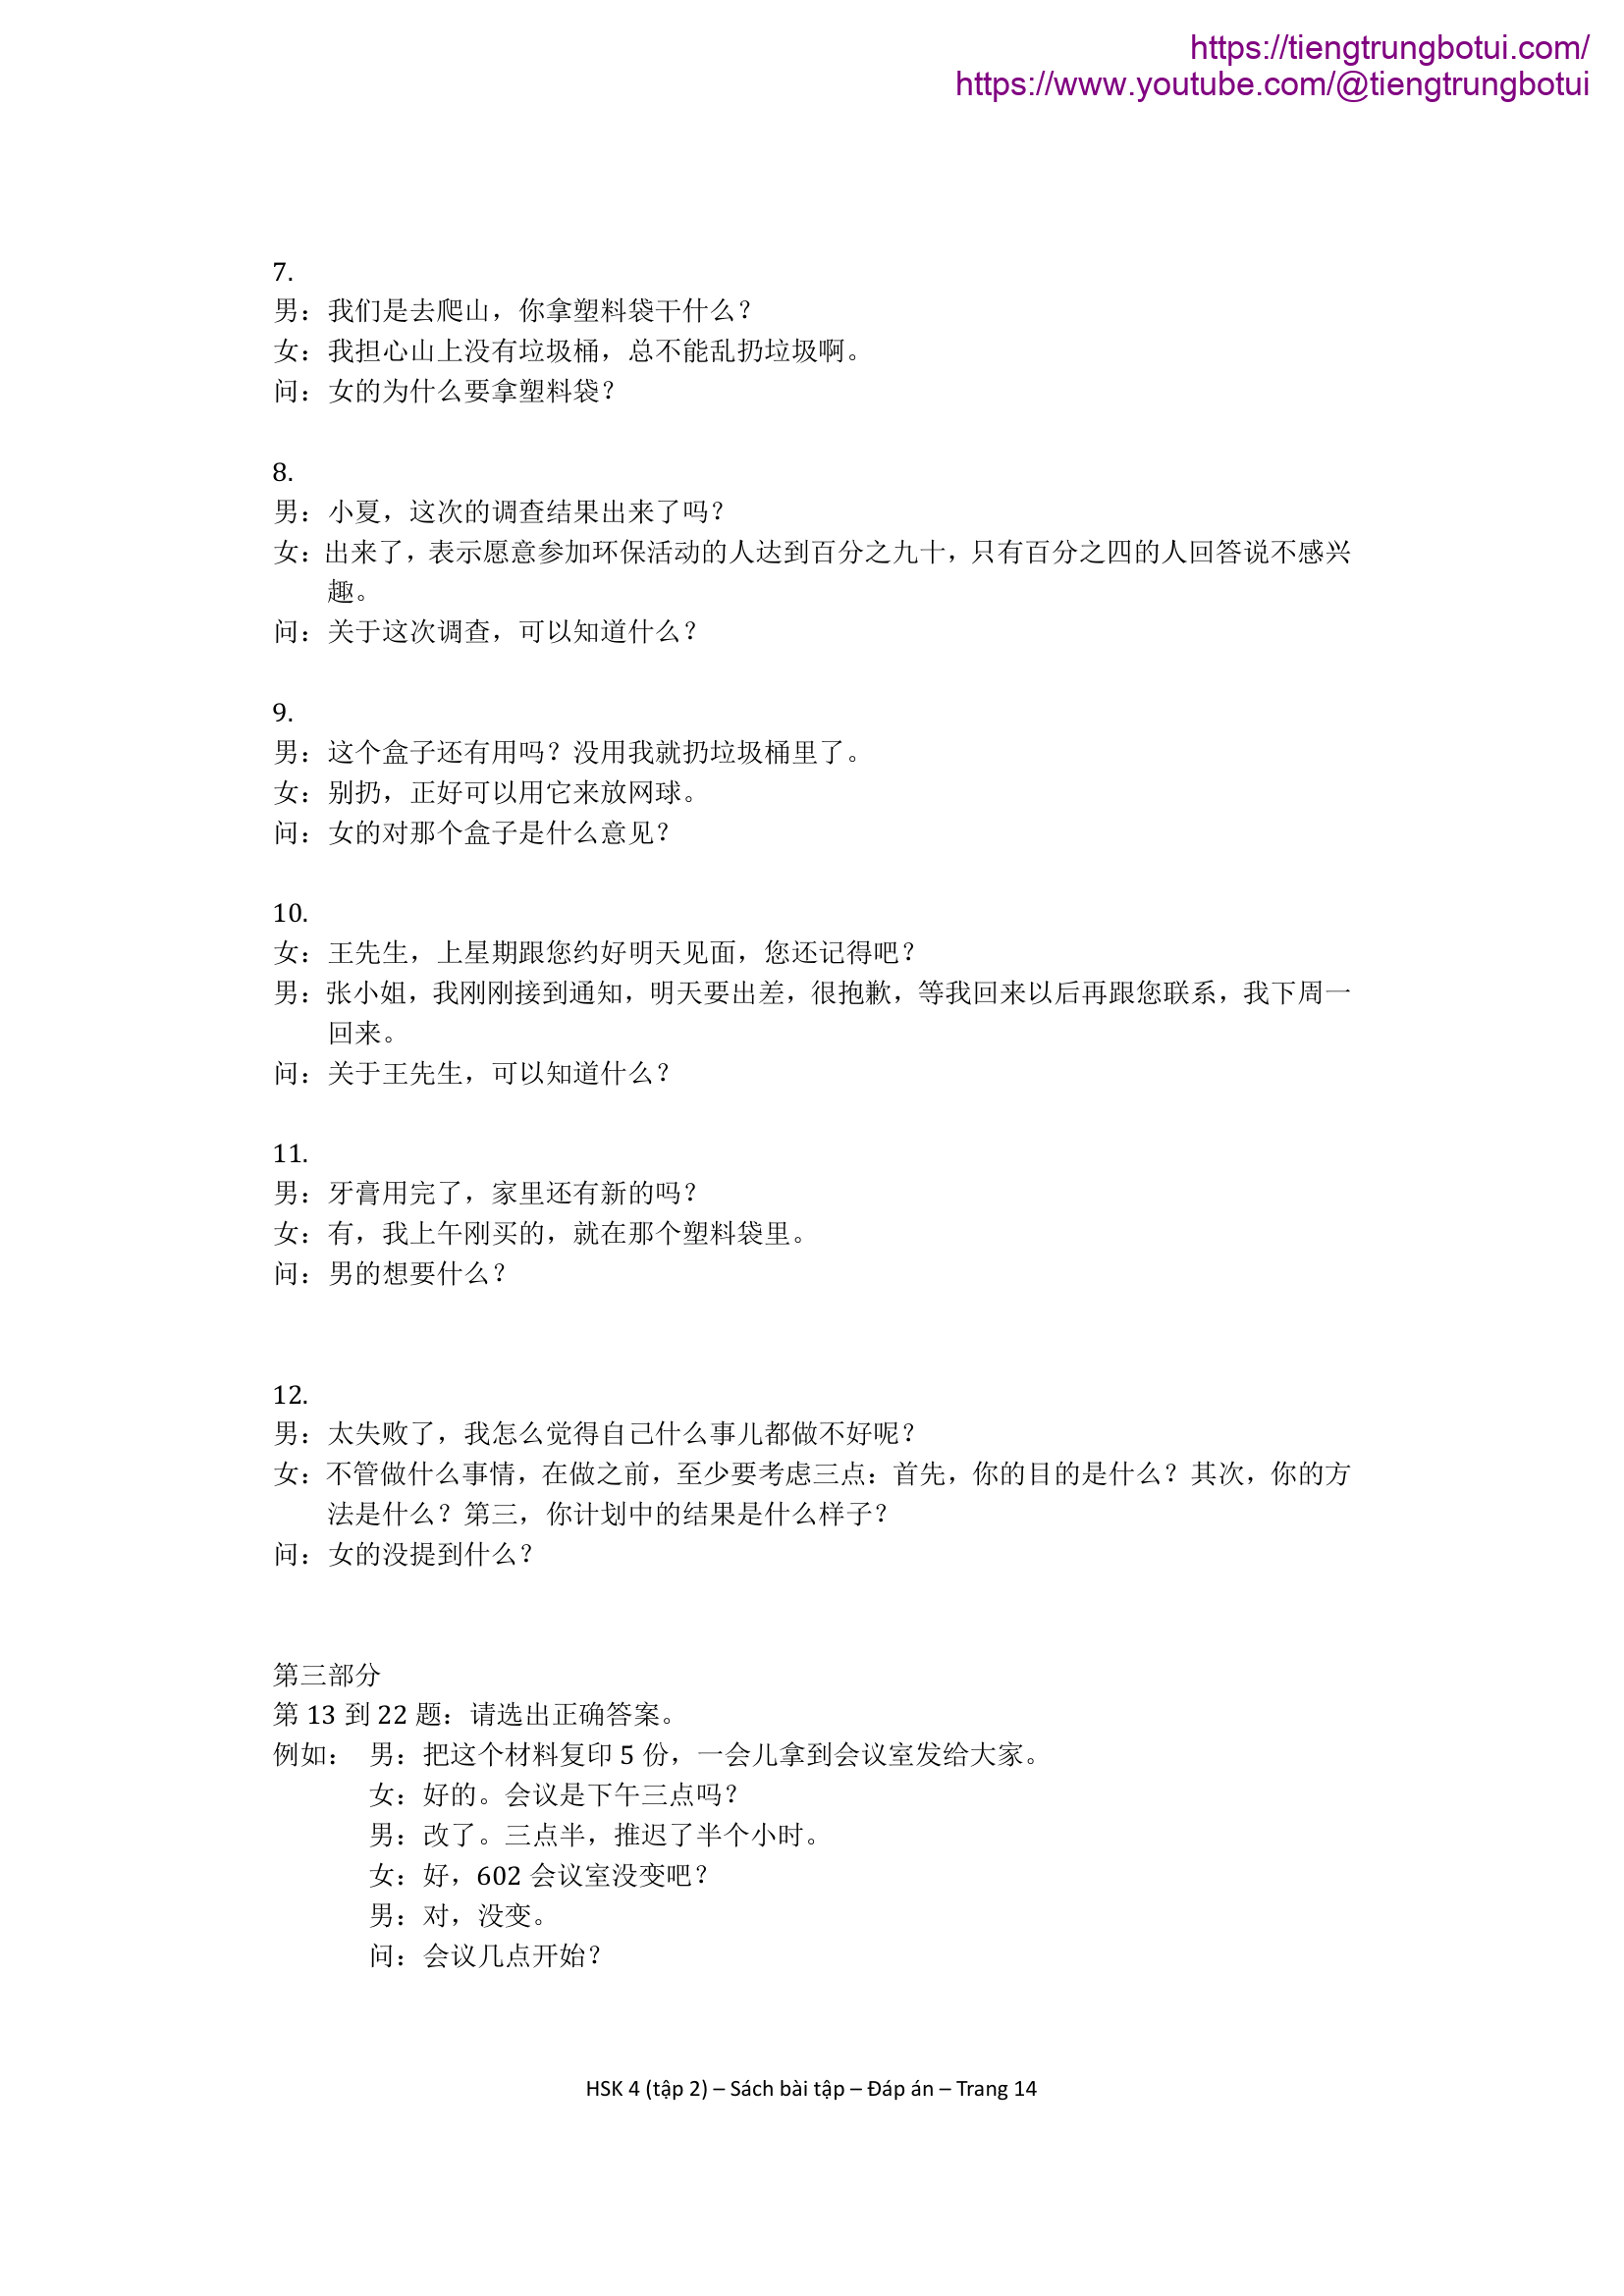 https://tiengtrungbotui.com/
https://www.youtube.com/@tiengtrungbotui
7.
男：我们是去爬山，你拿塑料袋干什么？
女：我担心山上没有垃圾桶，总不能乱扔垃圾啊。
问：女的为什么要拿塑料袋？
8.
男：小夏，这次的调查结果出来了吗？
女：出来了，表示愿意参加环保活动的人达到百分之九十，只有百分之四的人回答说不感兴
趣。
问：关于这次调查，可以知道什么？
9.
男：这个盒子还有用吗？没用我就扔垃圾桶里了。
女：别扔，正好可以用它来放网球。
问：女的对那个盒子是什么意见？
10.
女：王先生，上星期跟您约好明天见面，您还记得吧？
男：张小姐，我刚刚接到通知，明天要出差，很抱歉，等我回来以后再跟您联系，我下周一
回来。
问：关于王先生，可以知道什么？
11.
男：牙膏用完了，家里还有新的吗？
女：有，我上午刚买的，就在那个塑料袋里。
问：男的想要什么？
12.
男：太失败了，我怎么觉得自己什么事儿都做不好呢？
女：不管做什么事情，在做之前，至少要考虑三点：首先，你的目的是什么？其次，你的方
法是什么？第三，你计划中的结果是什么样子？
问：女的没提到什么？
第三部分
第 13 到 22 题：请选出正确答案。
例如： 男：把这个材料复印 5 份，一会儿拿到会议室发给大家。
女：好的。会议是下午三点吗？
男：改了。三点半，推迟了半个小时。
女：好，602 会议室没变吧？
男：对，没变。
问：会议几点开始？
HSK 4 (tập 2) – Sách bài tập – Đáp án – Trang 14